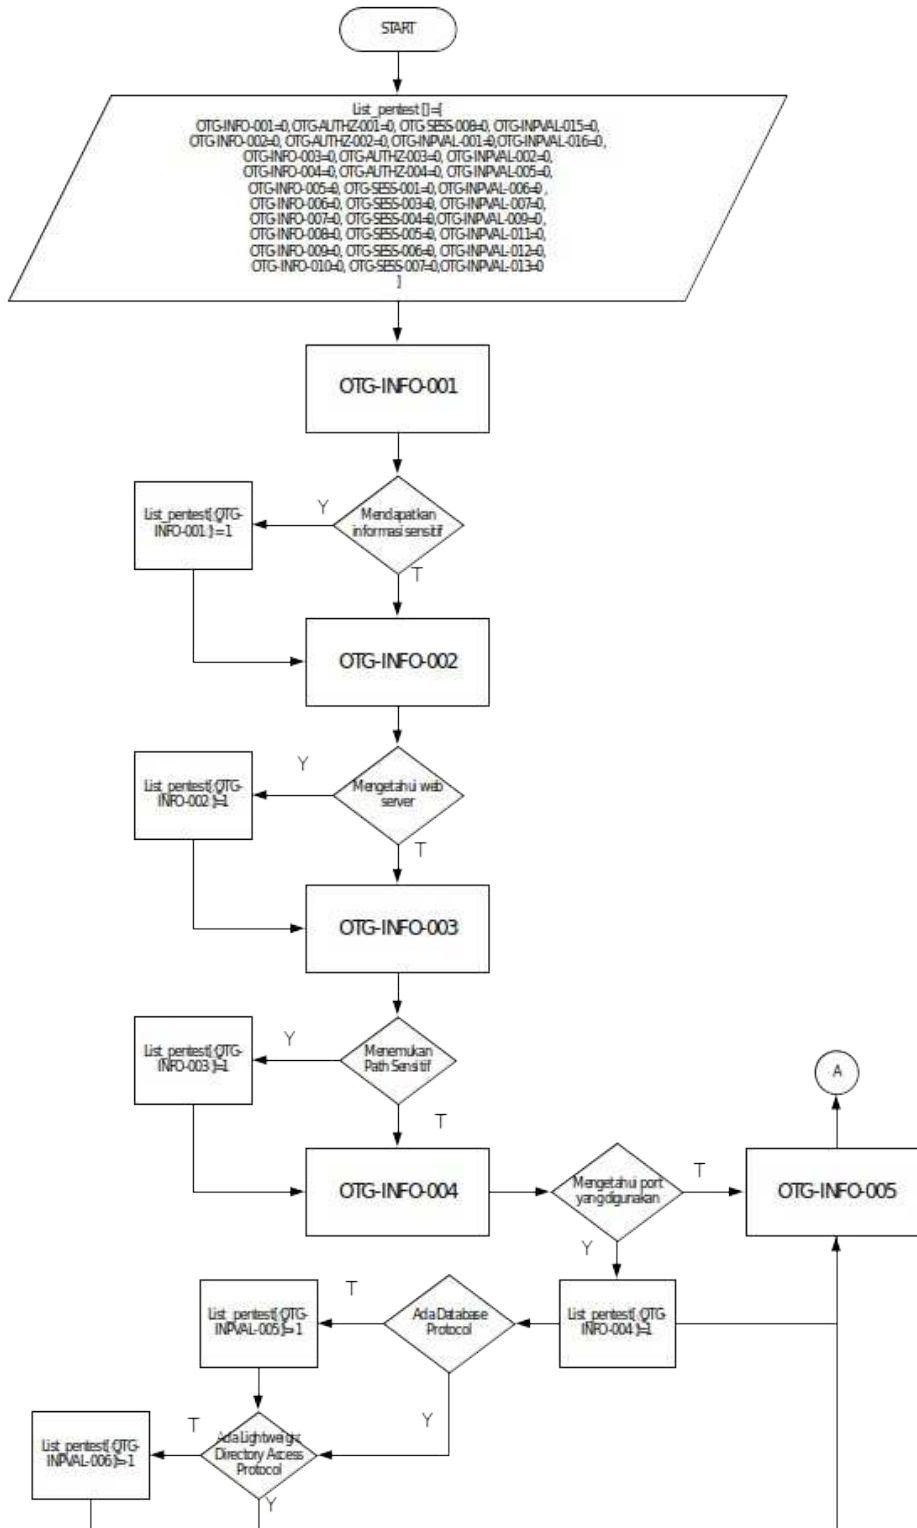 START
List_pentest []=[
OTG-INFO-001=0, OTG-AUTHZ-001=0, OTG-SESS-008=0, OTG-INPVAL-015=0,
OTG-INFO-002=0, OTG-AUTHZ-002=0, OTG-INPVAL-001=0,OTG-INPVAL-016=0,
OTG-INFO-003=0,OTG-AUTHZ-003=0, OTG-INPVAL-002=0,
OTG-INFO-004=0,OTG-AUTHZ-004=0, OTG-INPVAL-005=0,
OTG-INFO-005=0, OTG-SESS-001=0,OTG-INPVAL-006=0,
OTG-INFO-006=0, OTG-SESS-003=0, OTG-INPVAL-007=0,
OTG-INFO-007=0, OTG-SESS-004=0,OTG-INPVAL-009=0,
OTG-INFO-008=0, OTG-SESS-005=0, OTG-INPVAL-011=0,
OTG-INFO-009=0, OTG-SESS-006=0, OTG-INPVAL-012=0,
OTG-INFO-010=0, OTG-SESS-007=0,OTG-INPVAL-013=0
]
OTG-INFO-001
Mendapatkan
informasi sensitif
Y
List_pentest[:OTG-
INFO-001:]=1
T
OTG-INFO-002
Mengetahui web
server
Y
List_pentest[:OTG-
INFO-002:]=1
T
OTG-INFO-003
Menemukan
Path Sensitif
Y
List_pentest[:OTG-
INFO-003:]=1
T
OTG-INFO-004
Mengetahui port
yang digunakan
T
OTG-INFO-005
A
Y
List_pentest[:OTG-
INFO-004:]=1
Ada Database
Protocol
T
List_pentest[:OTG-
INPVAL-005:]=1
Y
Ada Lightweight
Directory Access
Protocol
T
List_pentest[:OTG-
INPVAL-006:]=1
Y